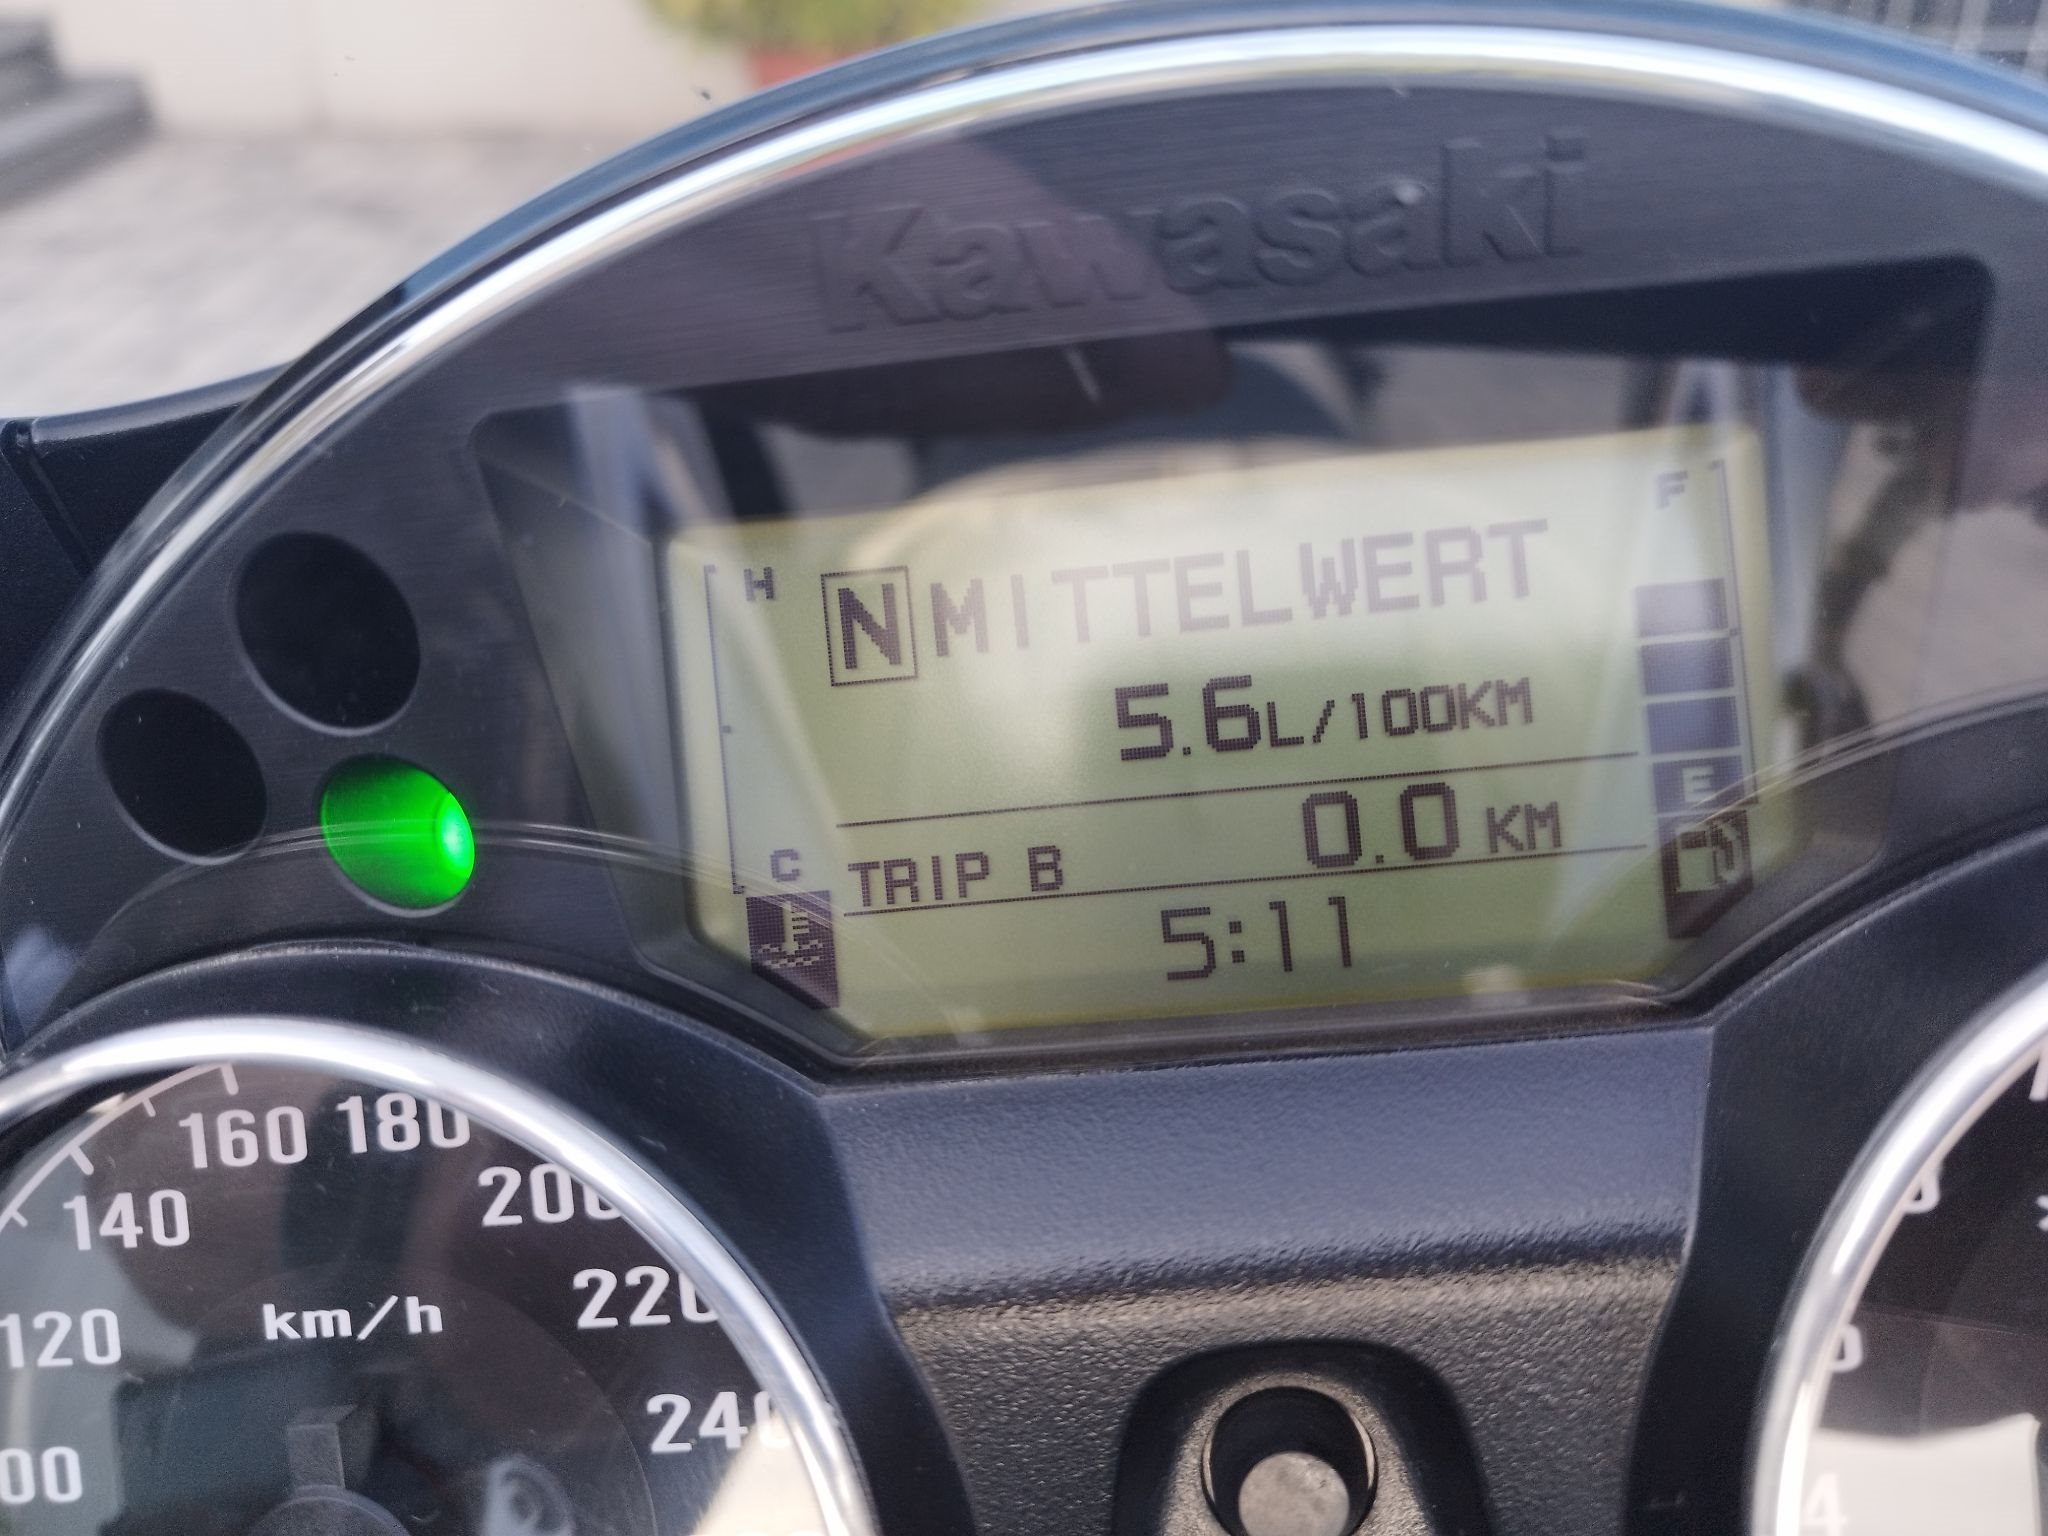 Kawasaki
H
F
N MITTELWERT
5.6L/100KM
E
TRIP B 0.0 KM
C
5:11
160 180
140
200
120
220
km/h
240
4